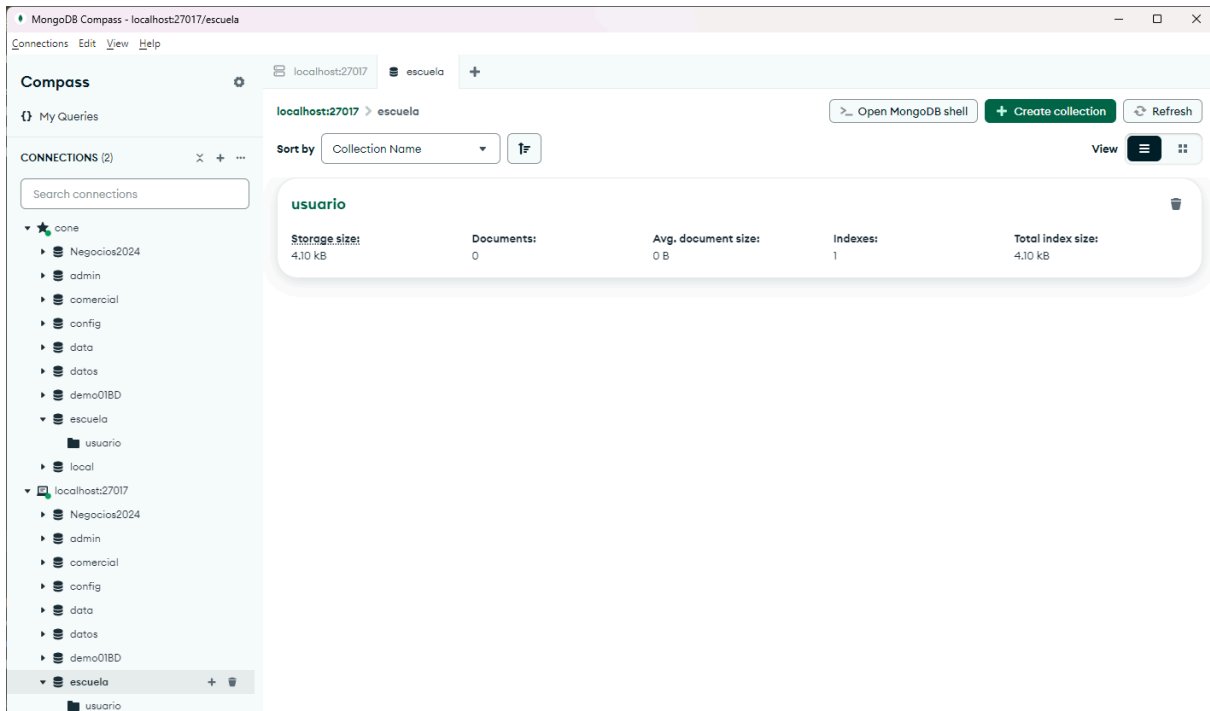 MongoDB Compass - localhost:27017/escuela
Connections Edit View Help
Compass
{} My Queries
CONNECTIONS (2)
Search connections
cone
Negocios2024
admin
comercial
config
data
datos
demo01BD
escuela
usuario
local
localhost:27017
Negocios2024
admin
comercial
config
data
datos
demo01BD
escuela
usuario
localhost:27017 escuela
localhost:27017 > escuela
>_ Open MongoDB shell + Create collection Refresh
Sort by Collection Name View
usuario
Storage size: Documents: Avg. document size: Indexes: Total index size:
4.10 kB 0 0 B 1 4.10 kB